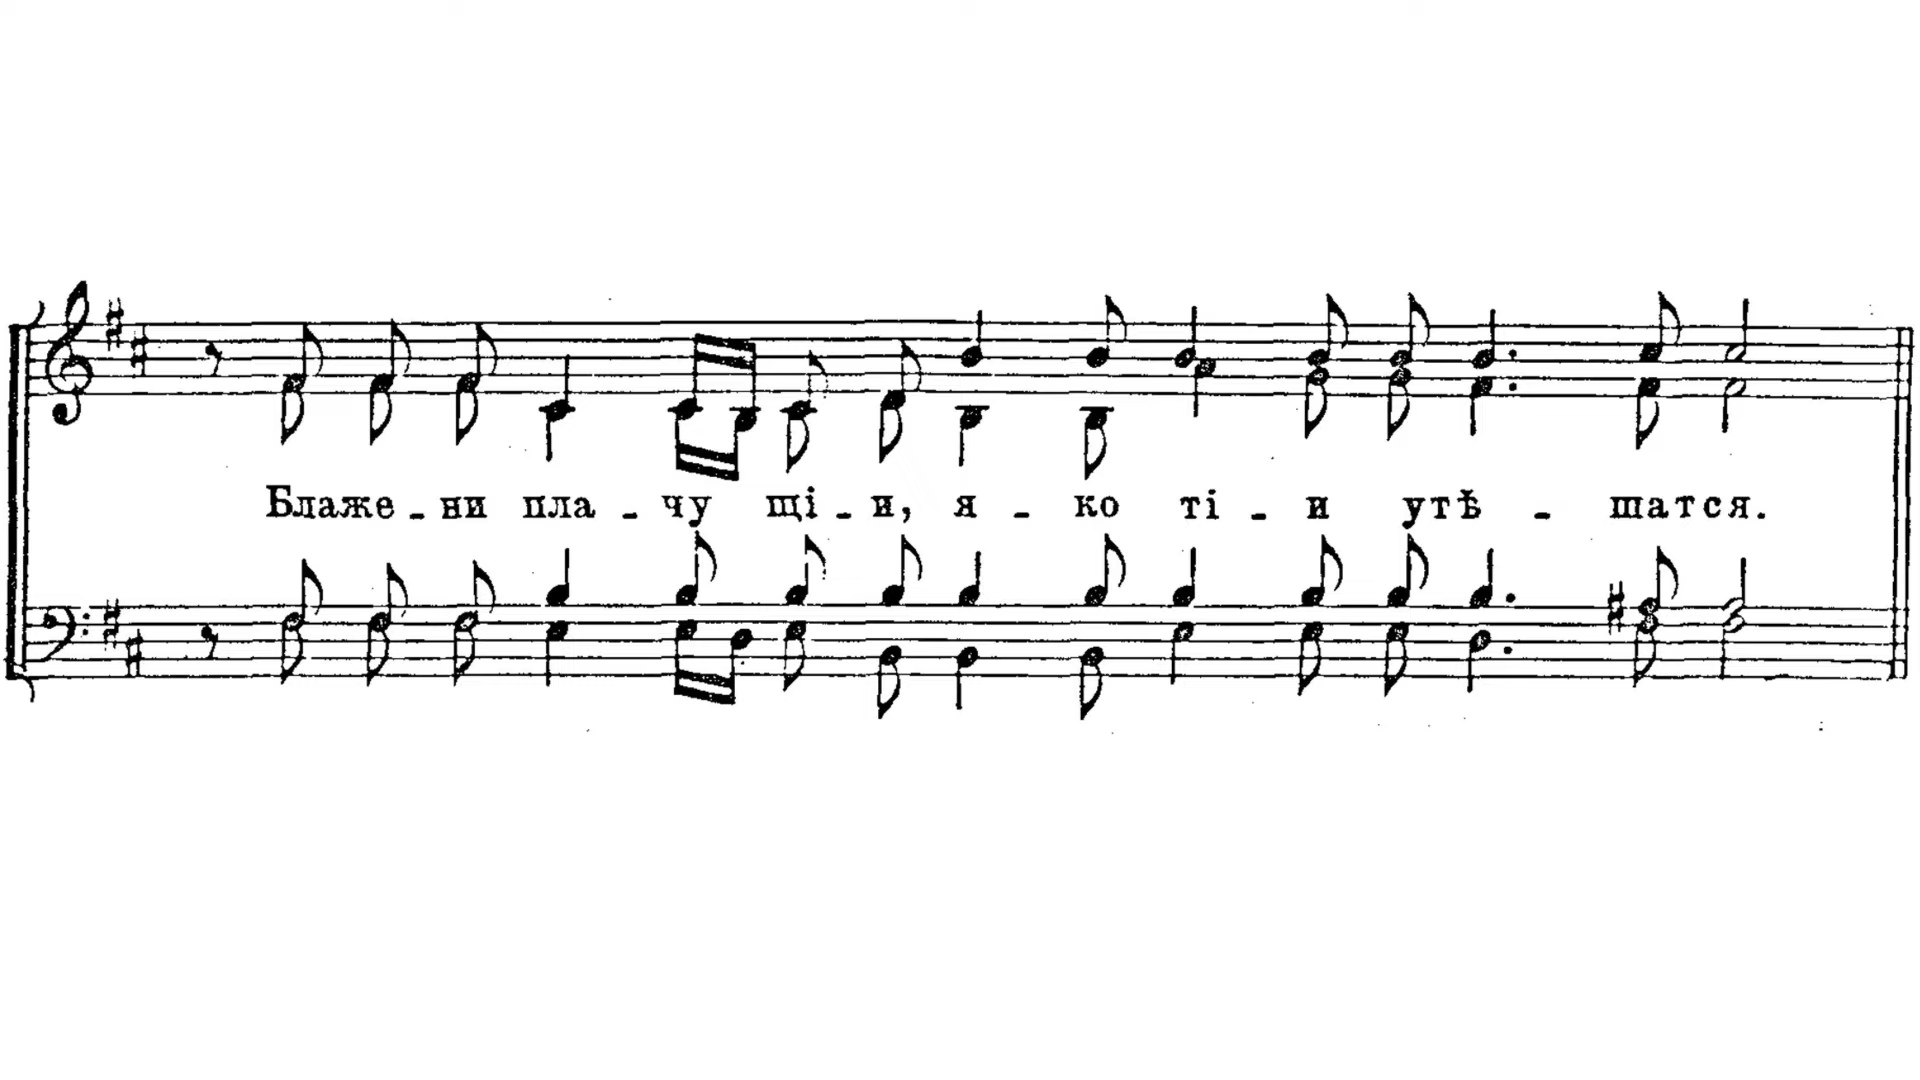 Блаже - ни пла - чу щі - и, я - ко ті - и утѣ - шатся.